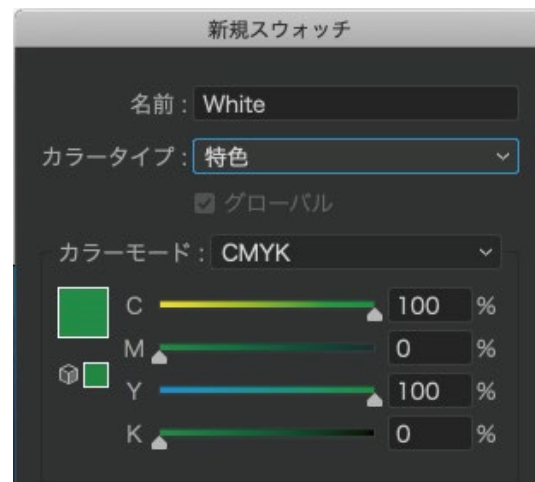 新規スウォッチ
名前 : White
カラータイプ : 特色
グローバル
カラーモード : CMYK
C 100 %
M 0 %
Y 100 %
K 0 %